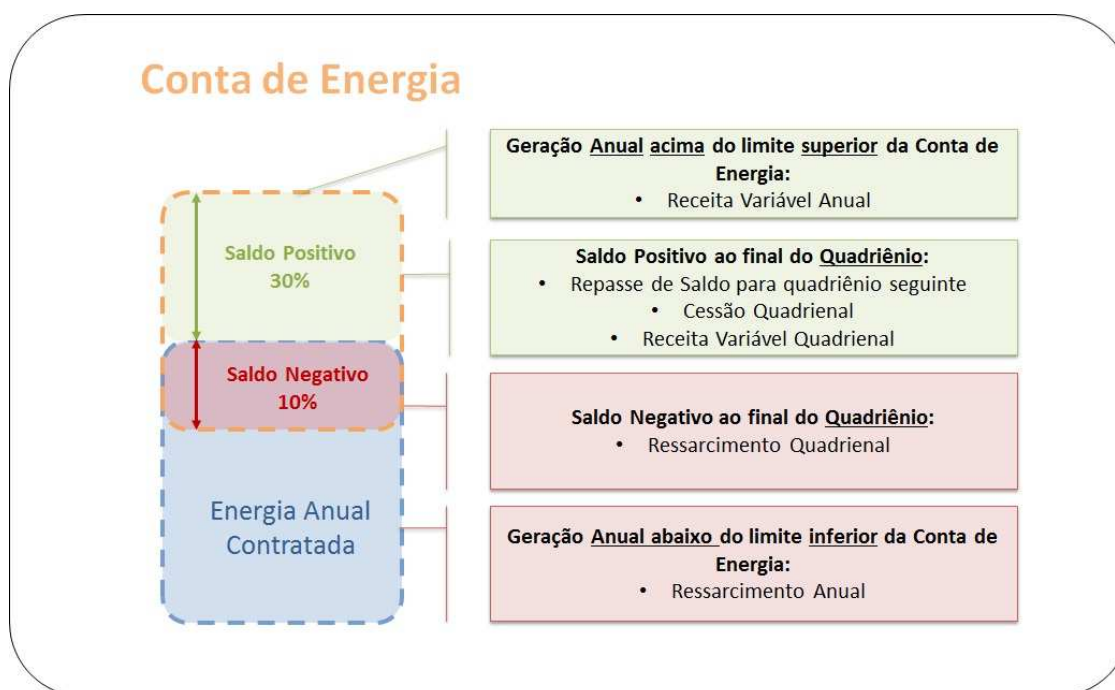 Conta de Energia
Geração Anual acima do limite superior da Conta de
Energia:
• Receita Variável Anual
Saldo Positivo
30%
Saldo Positivo ao final do Quadriênio:
• Repasse de Saldo para quadriênio seguinte
• Cessão Quadrienal
• Receita Variável Quadrienal
Saldo Negativo
10%
Saldo Negativo ao final do Quadriênio:
• Ressarcimento Quadrienal
Energia Anual
Contratada
Geração Anual abaixo do limite inferior da Conta de
Energia:
• Ressarcimento Anual